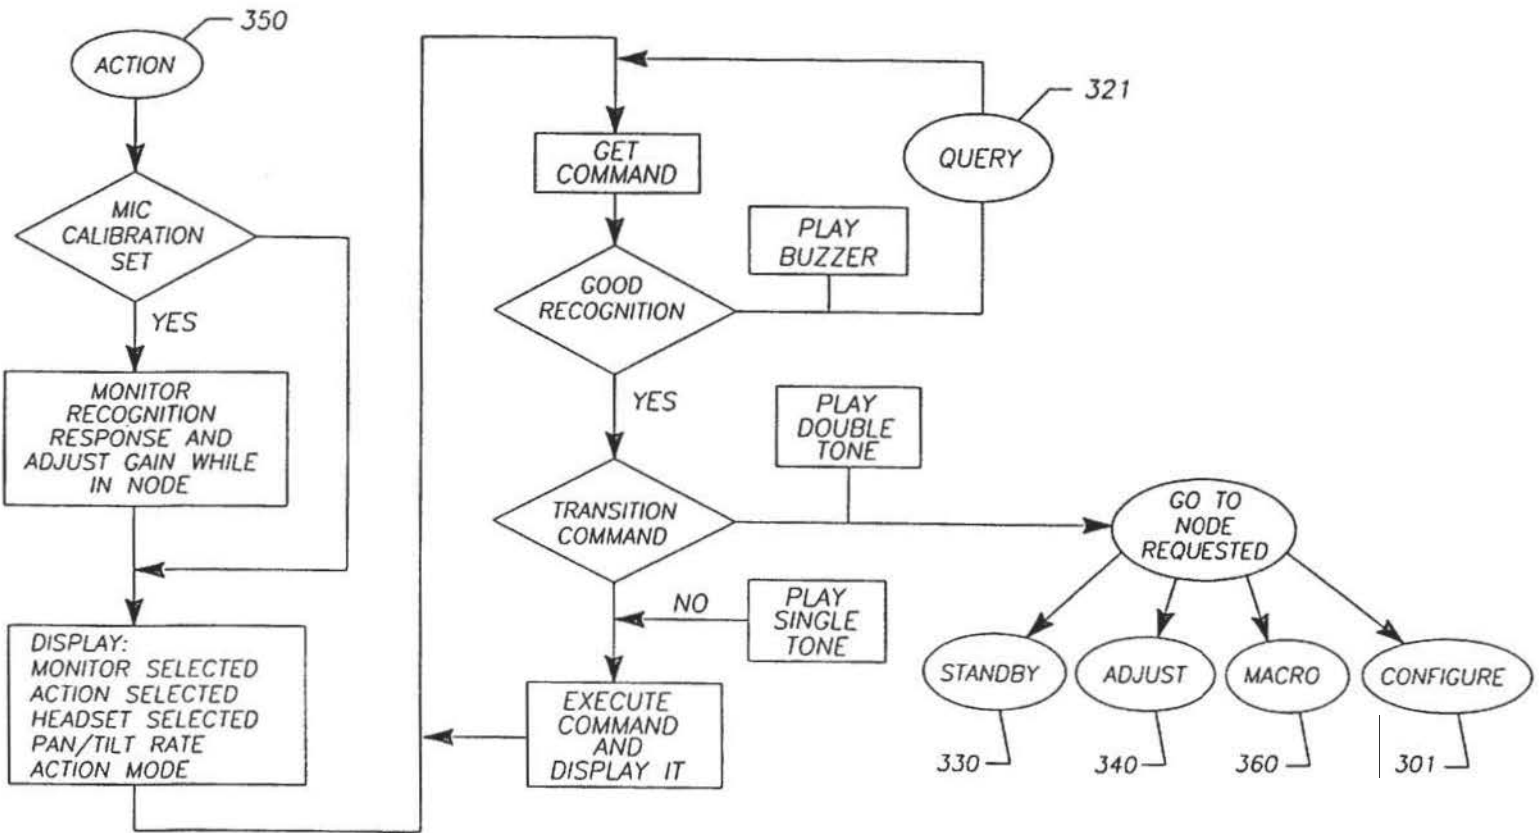 350
ACTION
MIC
CALIBRATION
SET
YES
MONITOR
RECOGNITION
RESPONSE AND
ADJUST GAIN WHILE
IN NODE
DISPLAY:
MONITOR SELECTED
ACTION SELECTED
HEADSET SELECTED
PAN/TILT RATE
ACTION MODE
321
QUERY
GET
COMMAND
PLAY
BUZZER
GOOD
RECOGNITION
YES
PLAY
DOUBLE
TONE
TRANSITION
COMMAND
GO TO
NODE
REQUESTED
NO
PLAY
SINGLE
TONE
EXECUTE
COMMAND
AND
DISPLAY IT
STANDBY
ADJUST
MACRO
CONFIGURE
330
340
360
301